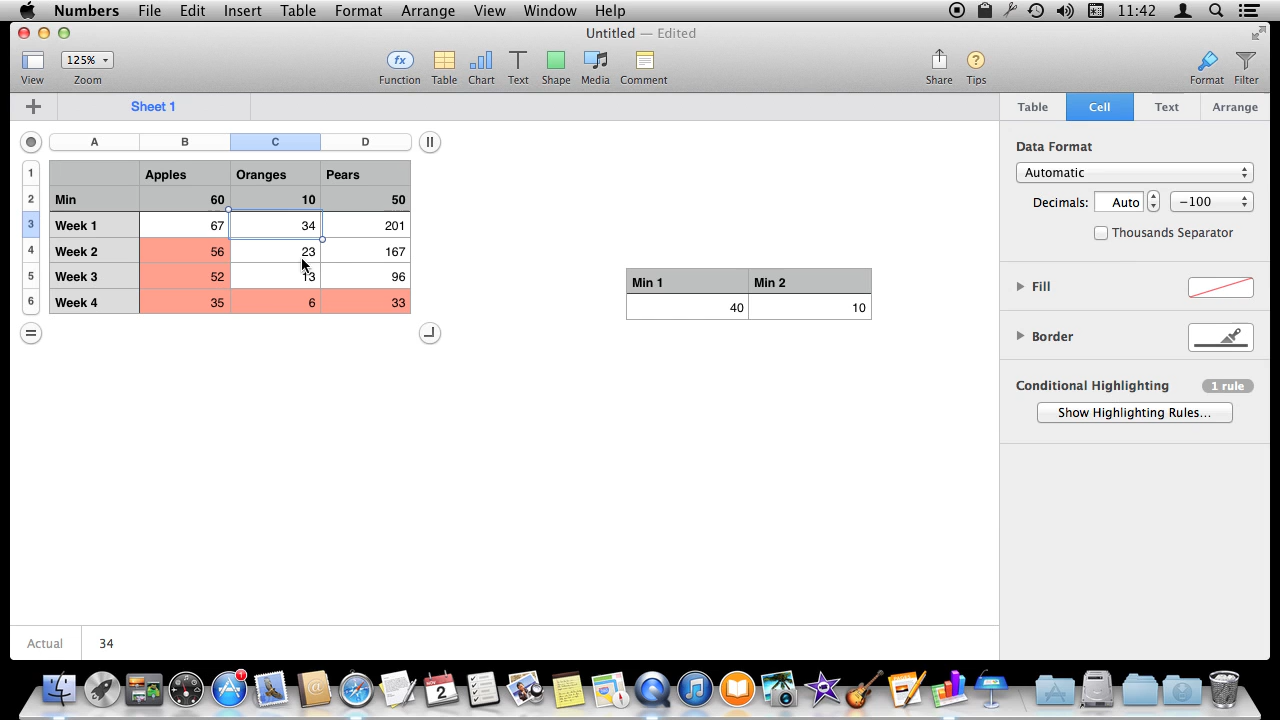 Numbers File Edit Insert Table Format Arrange View Window Help 11:42
Untitled — Edited
125%
View Zoom Function Table Chart Text Shape Media Comment Share Tips Format Filter
fx ?
+ Sheet 1
Table Cell Text Arrange
A B C D
1 Apples Oranges Pears
2 Min 60 10 50
3 Week 1 67 34 201
4 Week 2 56 23 167
5 Week 3 52 13 96
6 Week 4 35 6 33
Min 1 Min 2
40 10
Data Format
Automatic
Decimals: Auto −100
Thousands Separator
Fill
Border
Conditional Highlighting 1 rule
Show Highlighting Rules...
Actual 34
NOV
2
1